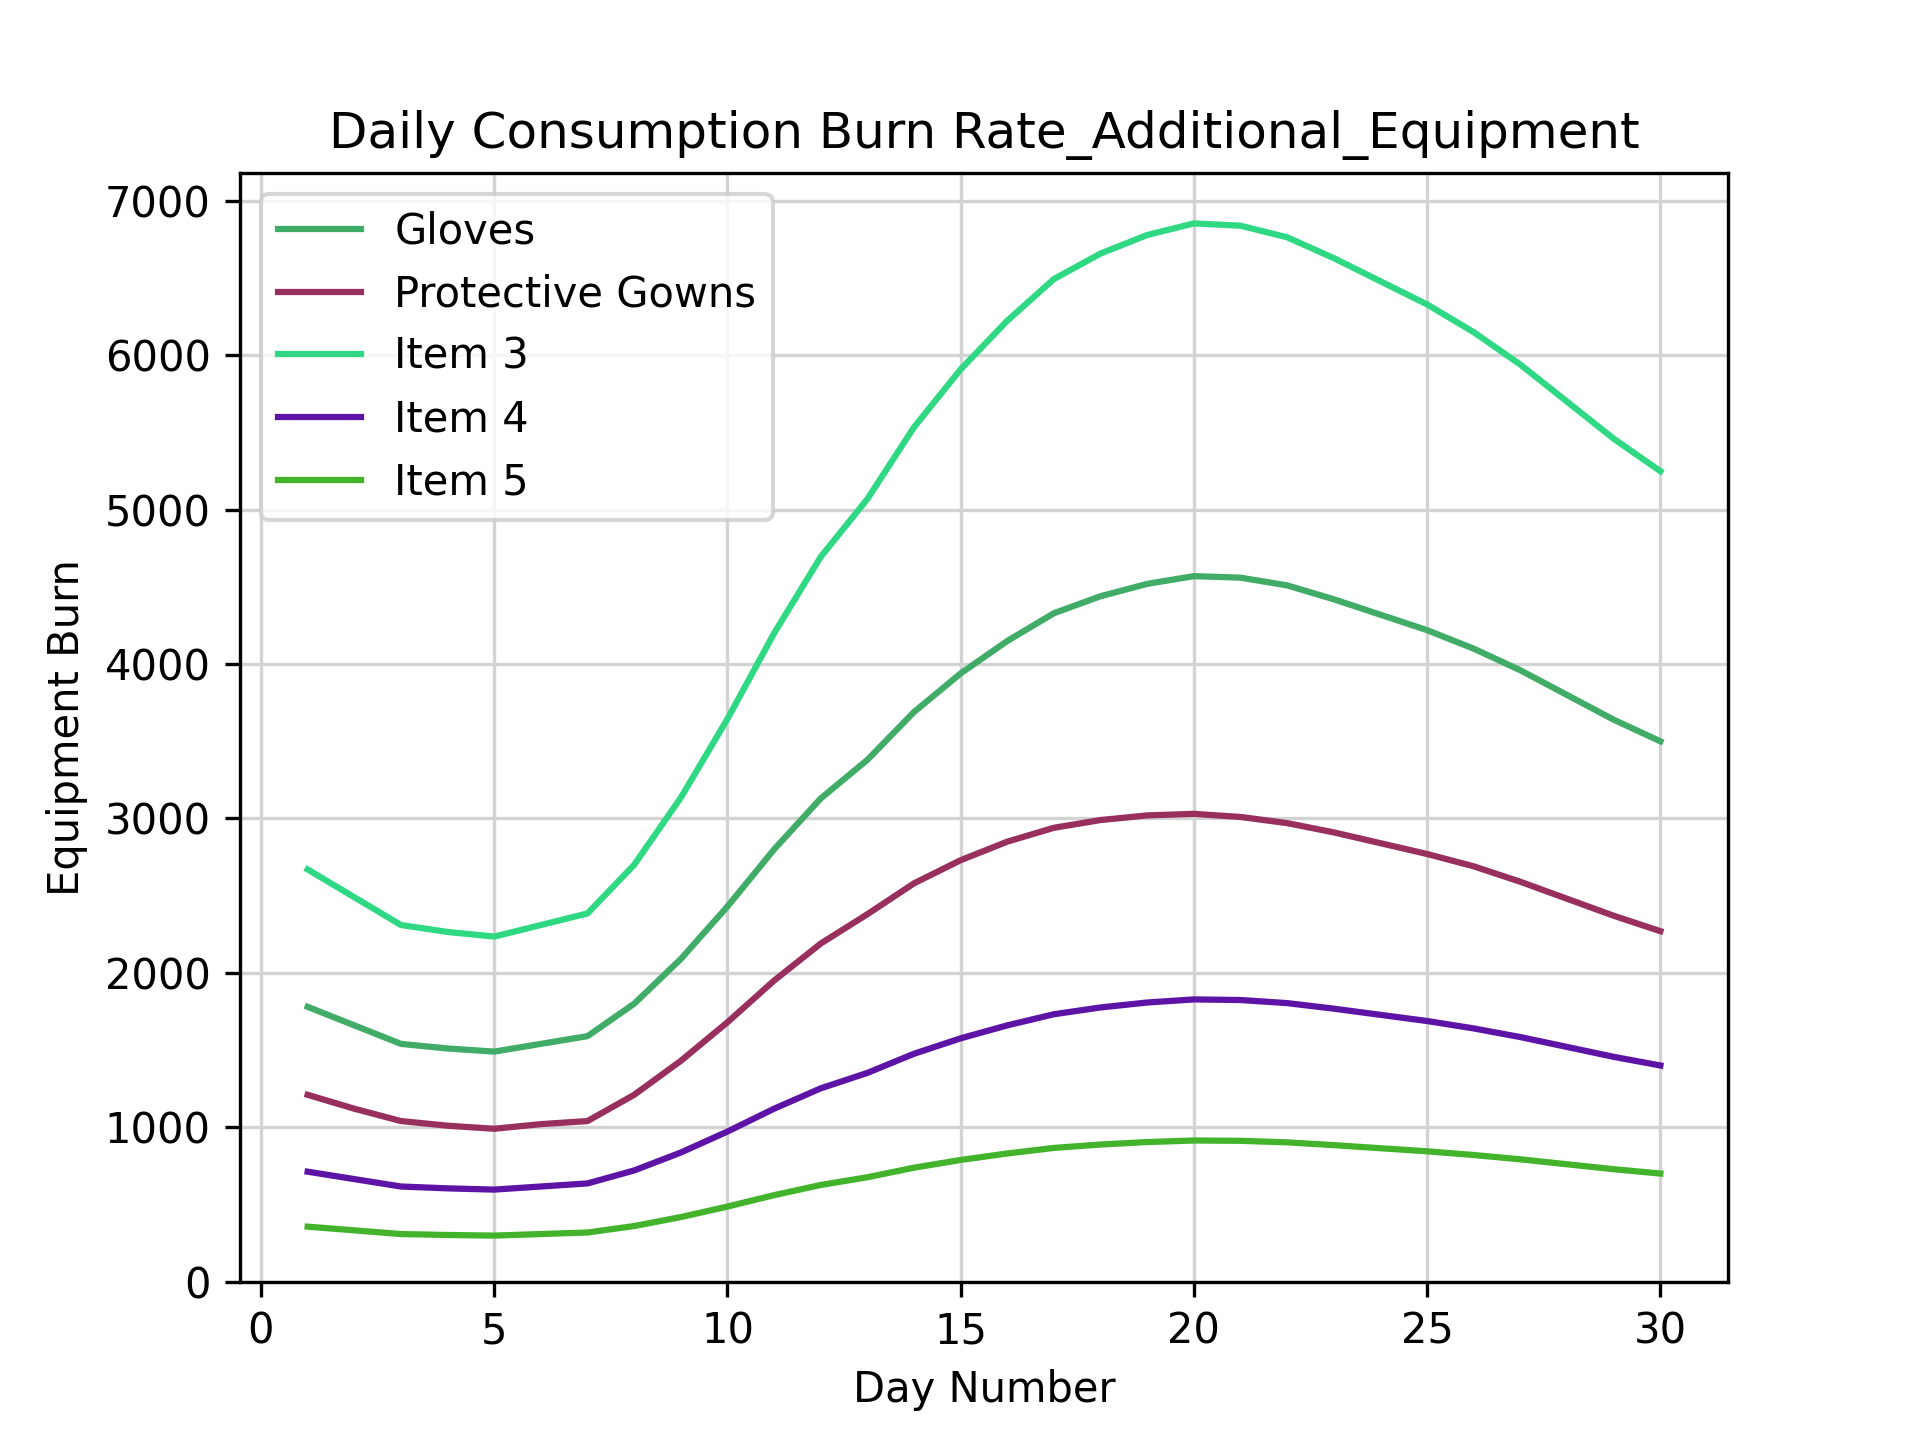 Daily Consumption Burn Rate_Additional_Equipment
7000
6000
5000
4000
3000
2000
1000
0
Equipment Burn
Gloves
Protective Gowns
Item 3
Item 4
Item 5
0 5 10 15 20 25 30
Day Number